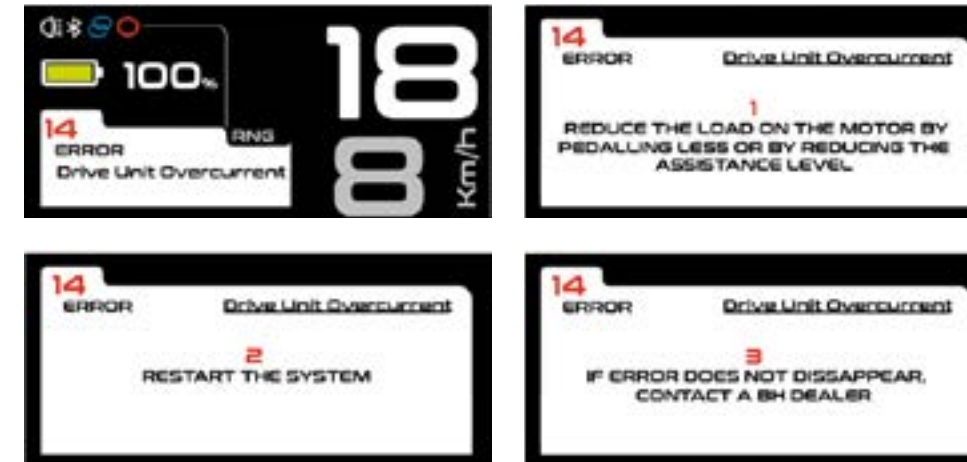 100%
18
8
Km/h
RNG
14
ERROR
Drive Unit Overcurrent
14
ERROR
Drive Unit Overcurrent
1
REDUCE THE LOAD ON THE MOTOR BY
PEDALLING LESS OR BY REDUCING THE
ASSISTANCE LEVEL
14
ERROR
Drive Unit Overcurrent
2
RESTART THE SYSTEM
14
ERROR
Drive Unit Overcurrent
3
IF ERROR DOES NOT DISSAPPEAR,
CONTACT A BH DEALER